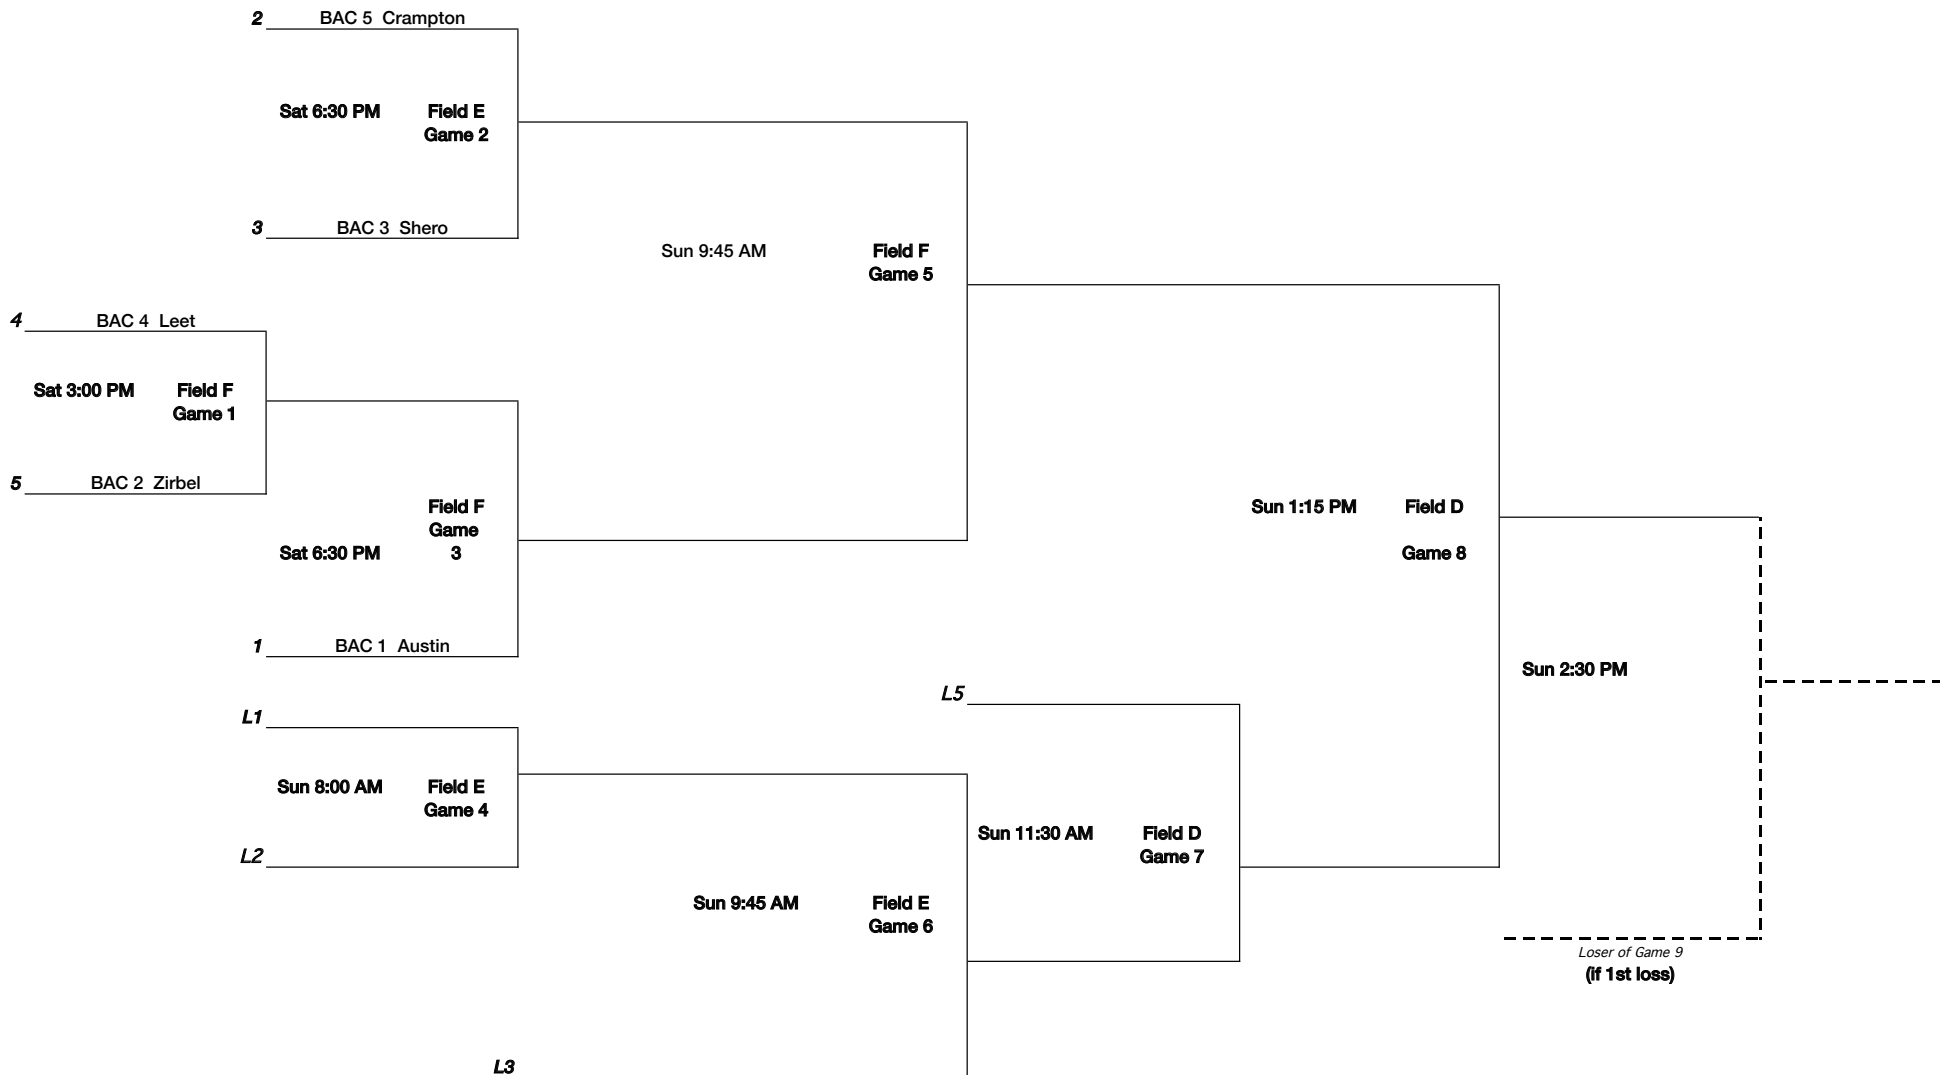 2 BAC 5 Crampton
Sat 6:30 PM Field E
Game 2
3 BAC 3 Shero
Sun 9:45 AM Field F
Game 5
4 BAC 4 Leet
Sat 3:00 PM Field F
Game 1
5 BAC 2 Zirbel
Field F
Game
Sat 6:30 PM 3
Sun 1:15 PM Field D
Game 8
1 BAC 1 Austin
Sun 2:30 PM
L5
L1
Sun 8:00 AM Field E
Game 4
L2
Sun 11:30 AM Field D
Game 7
Sun 9:45 AM Field E
Game 6
Loser of Game 9
(if 1st loss)
L3